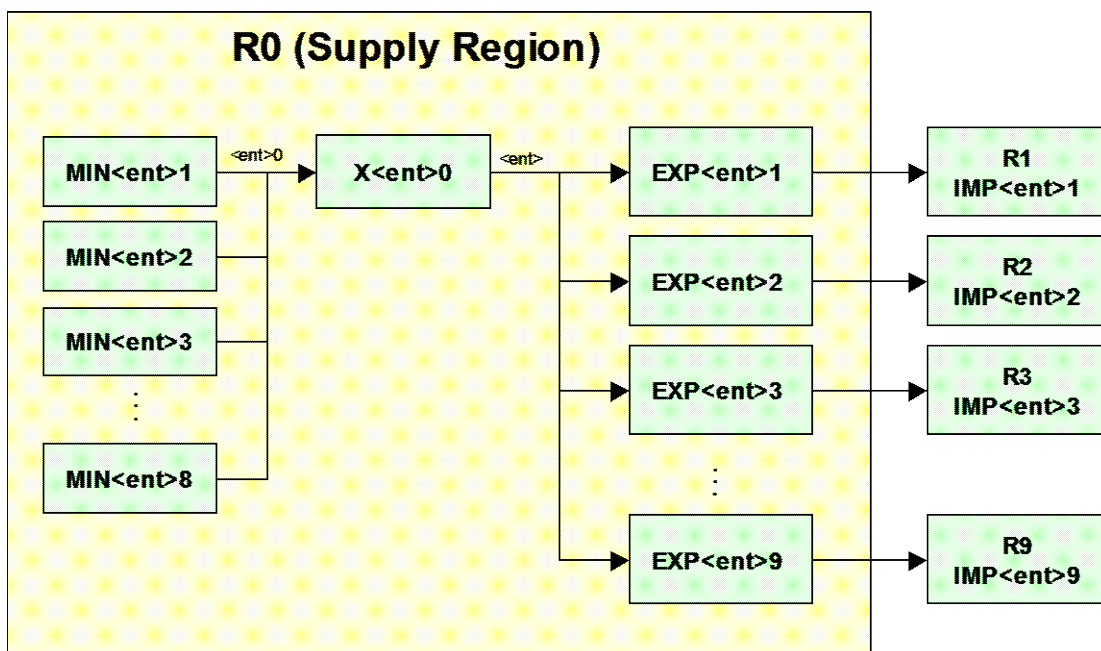 R0 (Supply Region)
MIN<ent>1
<ent>0
X<ent>0
<ent>
EXP<ent>1
R1
IMP<ent>1
MIN<ent>2
EXP<ent>2
R2
IMP<ent>2
MIN<ent>3
EXP<ent>3
R3
IMP<ent>3
⋮
MIN<ent>8
⋮
EXP<ent>9
R9
IMP<ent>9